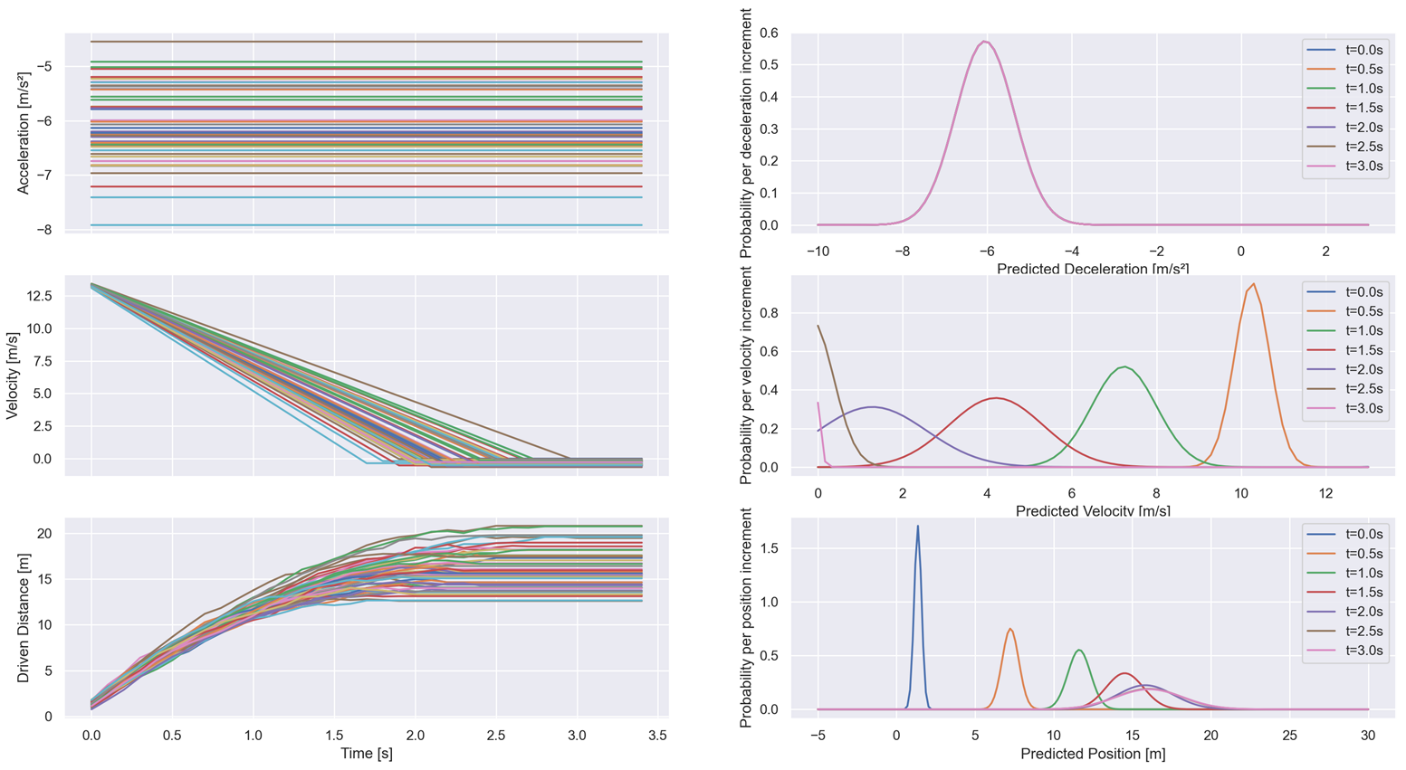 Acceleration [m/s²]
−5
−6
−7
−8
Probability per deceleration increment
0.6
0.5
0.4
0.3
0.2
0.1
0.0
−10
−8
−6
−4
−2
0
2
Predicted Deceleration [m/s²]
t=0.0s
t=0.5s
t=1.0s
t=1.5s
t=2.0s
t=2.5s
t=3.0s
Velocity [m/s]
12.5
10.0
7.5
5.0
2.5
0.0
Probability per velocity increment
0.8
0.6
0.4
0.2
0.0
0
2
4
6
8
10
12
Predicted Velocity [m/s]
t=0.0s
t=0.5s
t=1.0s
t=1.5s
t=2.0s
t=2.5s
t=3.0s
Driven Distance [m]
20
15
10
5
0
0.0
0.5
1.0
1.5
2.0
2.5
3.0
3.5
Time [s]
Probability per position increment
1.5
1.0
0.5
0.0
−5
0
5
10
15
20
25
30
Predicted Position [m]
t=0.0s
t=0.5s
t=1.0s
t=1.5s
t=2.0s
t=2.5s
t=3.0s